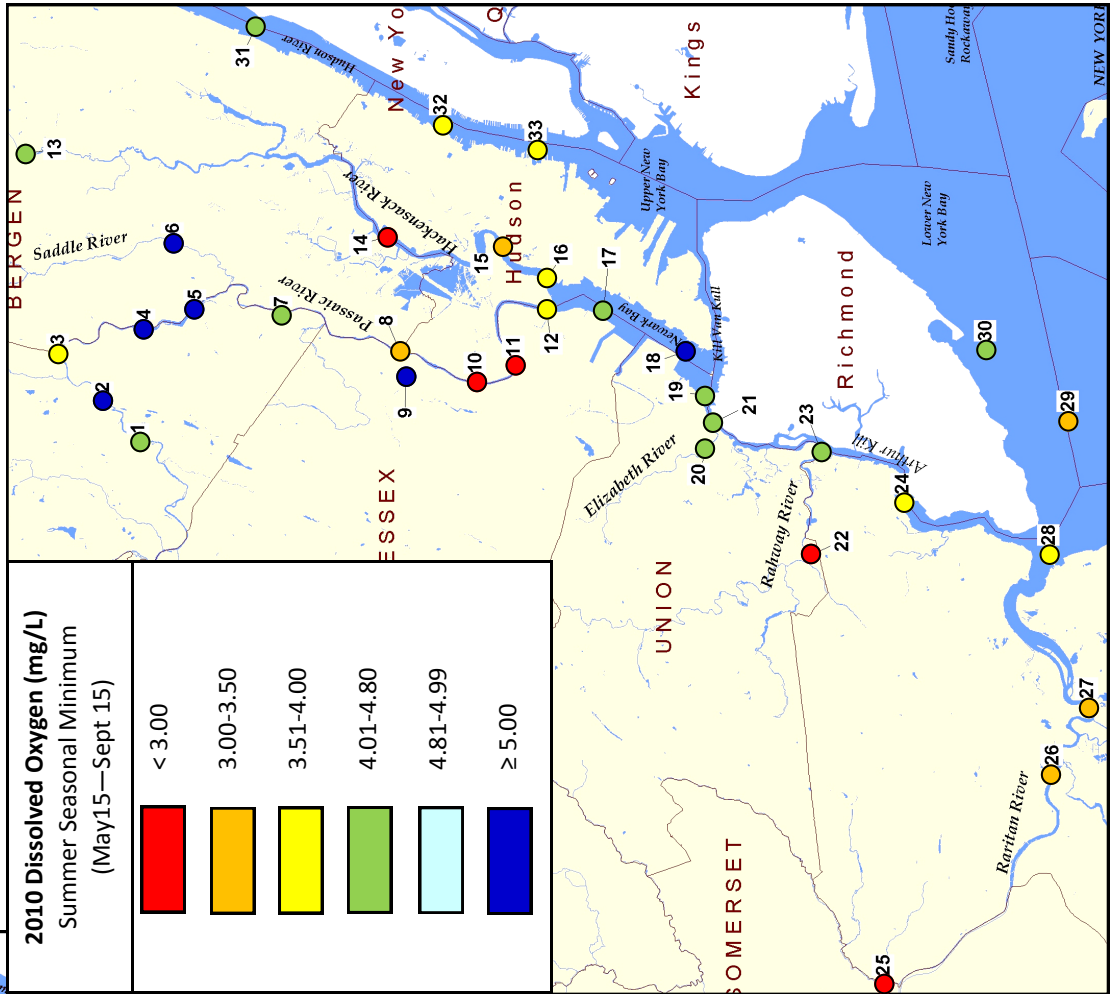 2010 Dissolved Oxygen (mg/L)
Summer Seasonal Minimum
(May15—Sept 15)
< 3.00
3.00-3.50
3.51-4.00
4.01-4.80
4.81-4.99
≥ 5.00
BERGEN
Saddle River
Passaic River
Hackensack River
Hudson River
New Yo
Q
Kings
Hudson
ESSEX
Upper New
York Bay
Newark Bay
Kill Van Kull
Elizabeth River
Arthur Kill
Richmond
Lower New
York Bay
Sandy Hoo
Rockaway
NEW YORK
UNION
Rahway River
SOMERSET
Raritan River
1
2
3
4
5
6
7
8
9
10
11
12
13
14
15
16
17
18
19
20
21
22
23
24
25
26
27
28
29
30
31
32
33